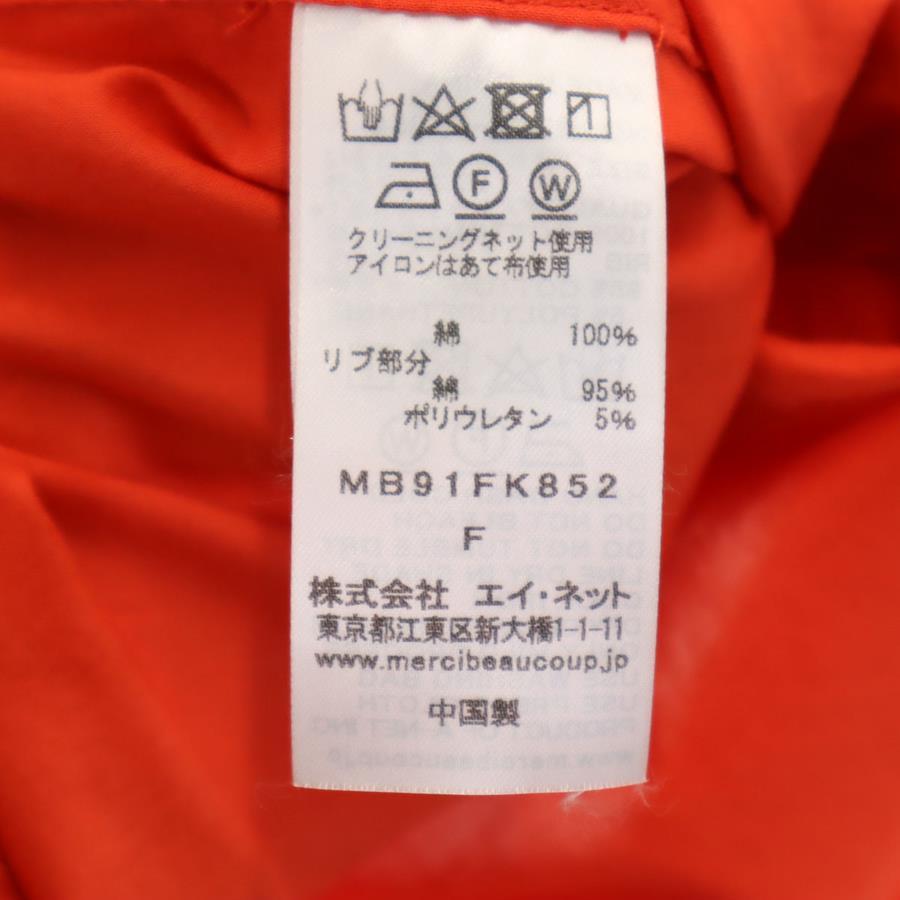 F W
クリーニングネット使用
アイロンはあて布使用
綿 100%
リブ部分
綿 95%
ポリウレタン 5%
MB91FK852
F
株式会社 エイ・ネット
東京都江東区新大橋1-1-11
www.mercibeaucoup.jp
中国製